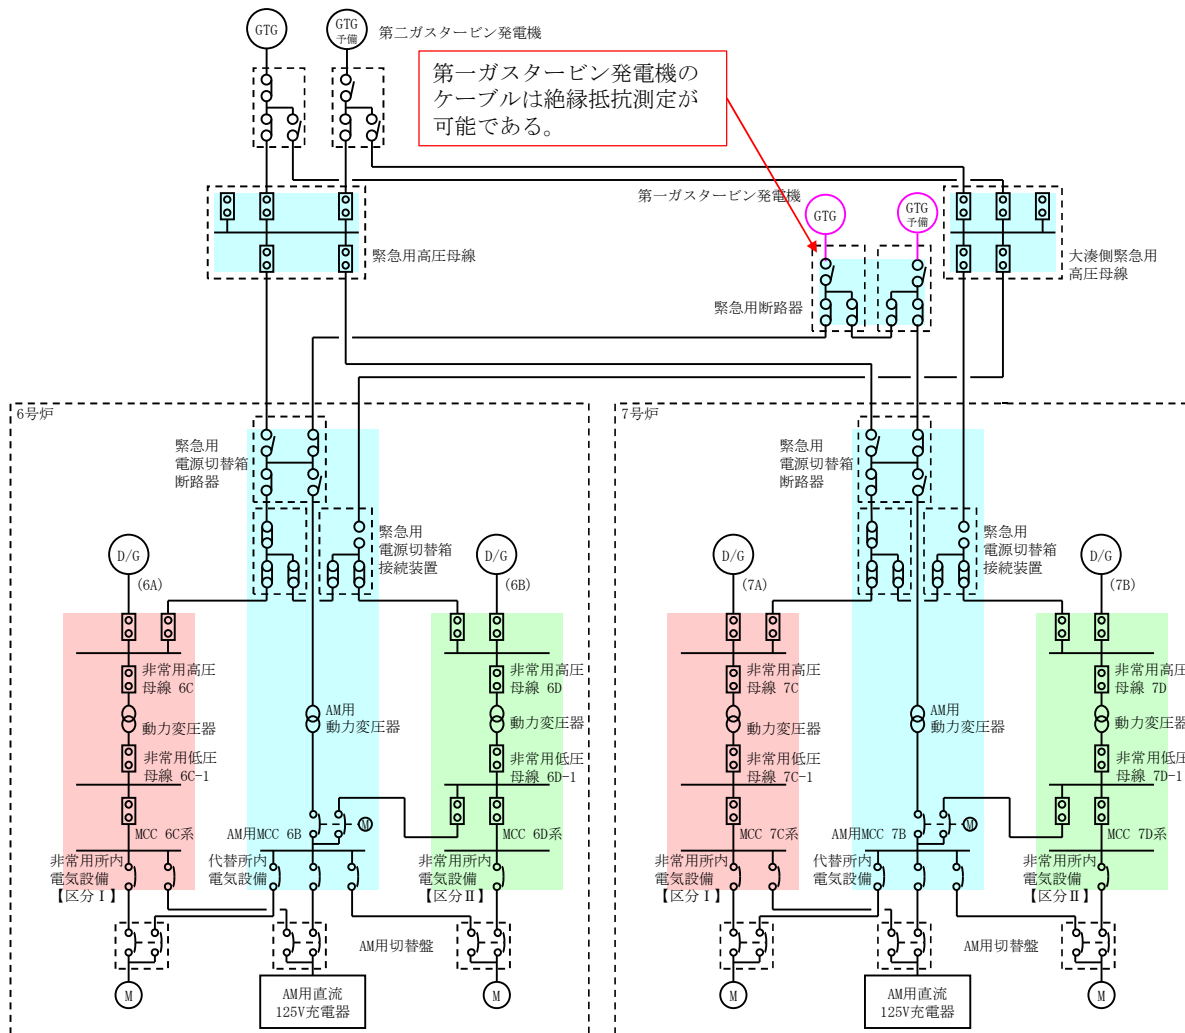 GTG
GTG
予備
第二ガスタービン発電機
第一ガスタービン発電機の
ケーブルは絶縁抵抗測定が
可能である。
第一ガスタービン発電機
GTG
GTG
予備
緊急用高圧母線
大湊側緊急用
高圧母線
緊急用断路器
6号炉
緊急用
電源切替箱
断路器
緊急用
電源切替箱
接続装置
D/G
(6A)
D/G
(6B)
非常用高圧
母線 6C
動力変圧器
非常用低圧
母線 6C-1
MCC 6C系
非常用所内
電気設備
【区分Ⅰ】
AM用
動力変圧器
M
AM用MCC 6B
代替所内
電気設備
非常用高圧
母線 6D
動力変圧器
非常用低圧
母線 6D-1
MCC 6D系
非常用所内
電気設備
【区分Ⅱ】
AM用切替盤
M
AM用直流
125V充電器
M
7号炉
緊急用
電源切替箱
断路器
緊急用
電源切替箱
接続装置
D/G
(7A)
D/G
(7B)
非常用高圧
母線 7C
動力変圧器
非常用低圧
母線 7C-1
MCC 7C系
非常用所内
電気設備
【区分Ⅰ】
AM用
動力変圧器
M
AM用MCC 7B
代替所内
電気設備
非常用高圧
母線 7D
動力変圧器
非常用低圧
母線 7D-1
MCC 7D系
非常用所内
電気設備
【区分Ⅱ】
AM用切替盤
M
AM用直流
125V充電器
M